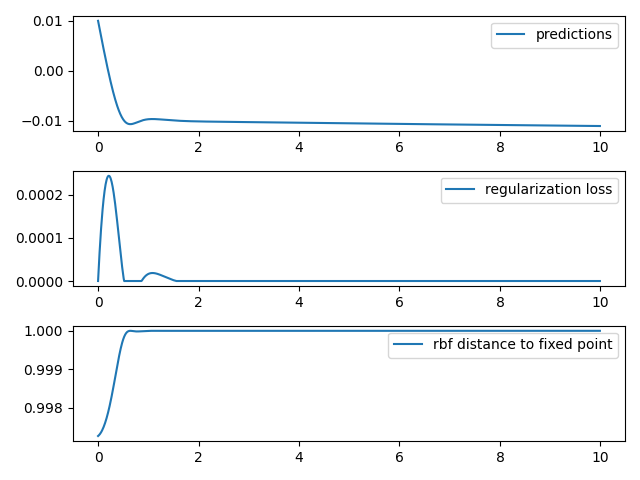 0.01
predictions
0.00
−0.01
0 2 4 6 8 10
regularization loss
0.0002
0.0001
0.0000
0 2 4 6 8 10
1.000
rbf distance to fixed point
0.999
0.998
0 2 4 6 8 10